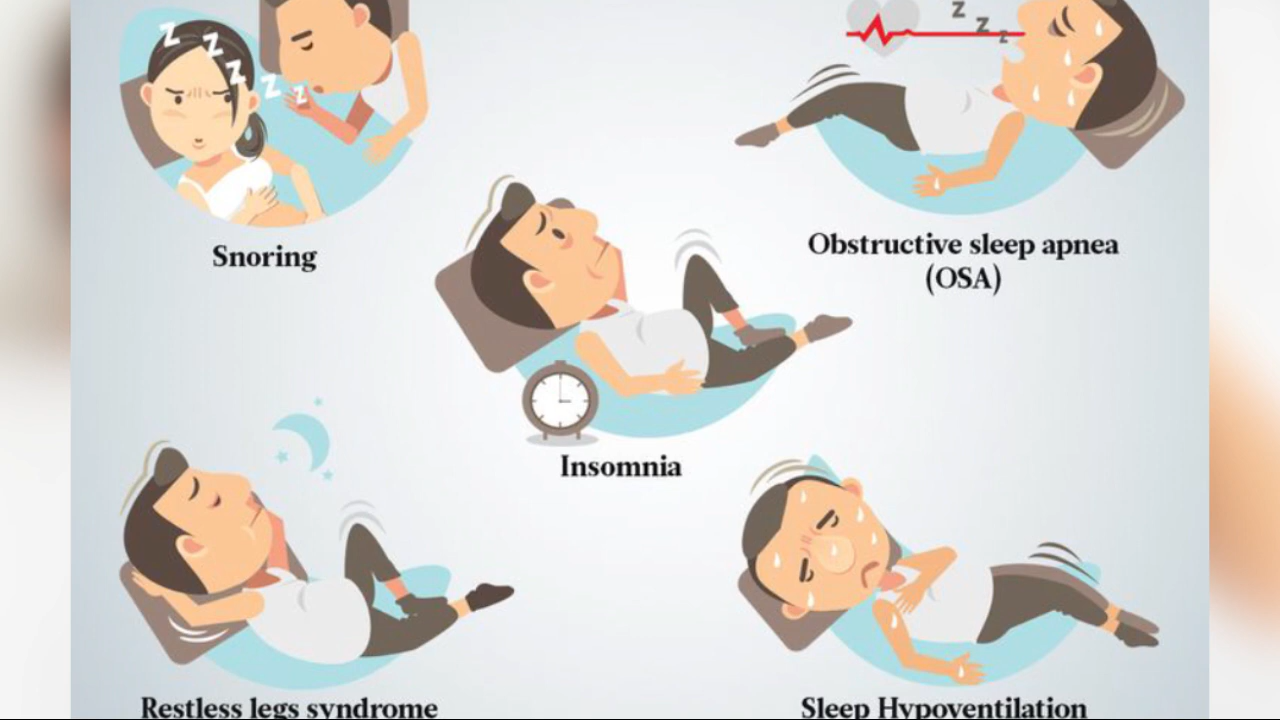 z z z z z
z z z
Snoring
Obstructive sleep apnea
(OSA)
Insomnia
Restless legs syndrome
Sleep Hypoventilation